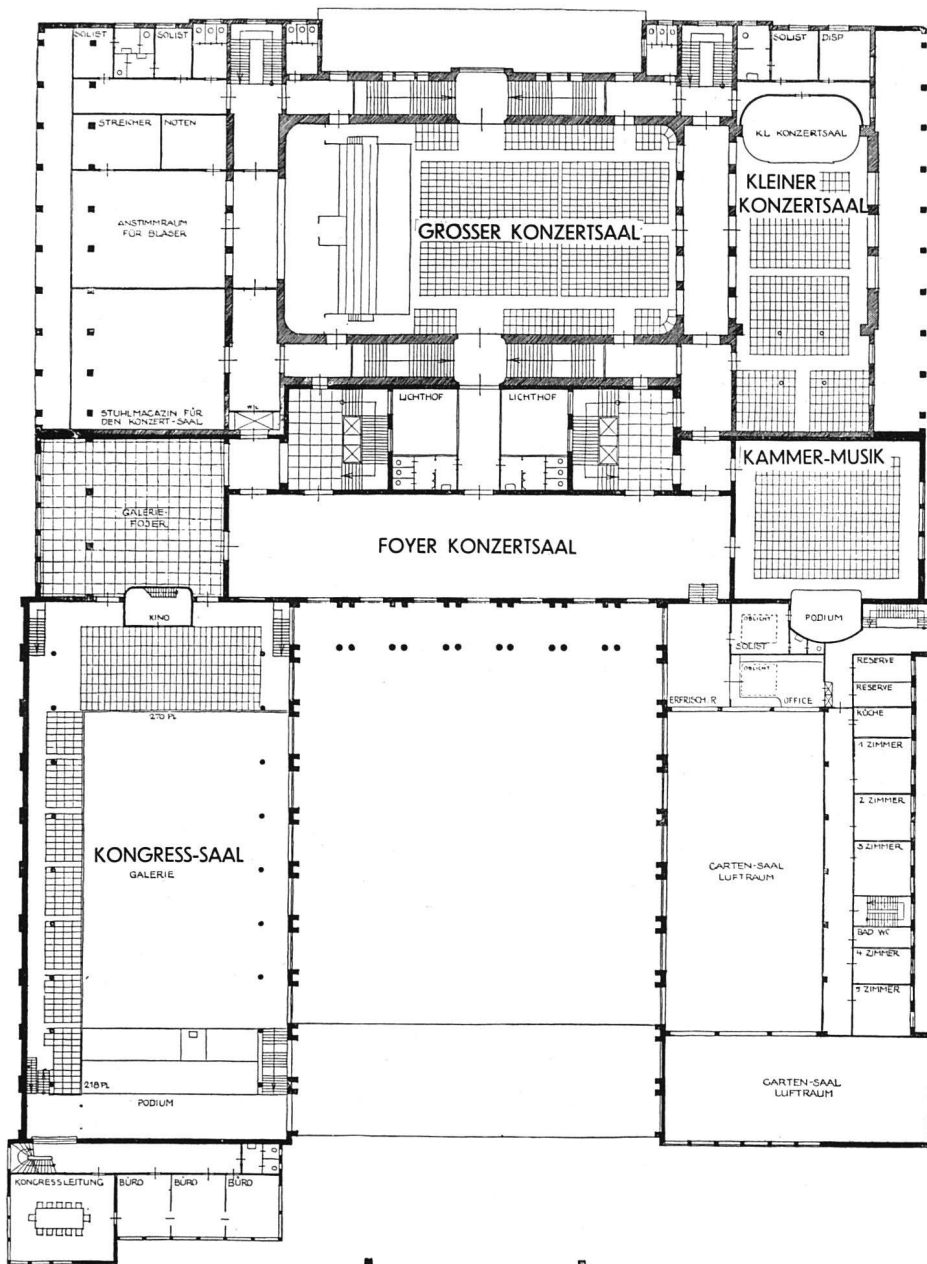 SOLIST
SOLIST
SOLIST
DISP
STREICHER
NOTEN
KL. KONZERTSAAL
KLEINER
KONZERTSAAL
ANSTIMMRAUM
FÜR BLÄSER
GROSSER KONZERTSAAL
STUHLMAGAZIN FÜR
DEN KONZERT-SAAL
LICHTHOF
LICHTHOF
KAMMER-MUSIK
GALERIE-
FOYER
FOYER KONZERTSAAL
KINO
OBLICHT
PODIUM
SOLIST
OBLICHT
RESERVE
RESERVE
ERFRISCH. R
OFFICE
270 PL
KÜCHE
1 ZIMMER
2 ZIMMER
3 ZIMMER
KONGRESS-SAAL
GALERIE
GARTEN-SAAL
LUFTRAUM
BAD WC
4 ZIMMER
5 ZIMMER
218 PL
PODIUM
GARTEN-SAAL
LUFTRAUM
KONGRESSLEITUNG
BÜRO
BÜRO
BÜRO